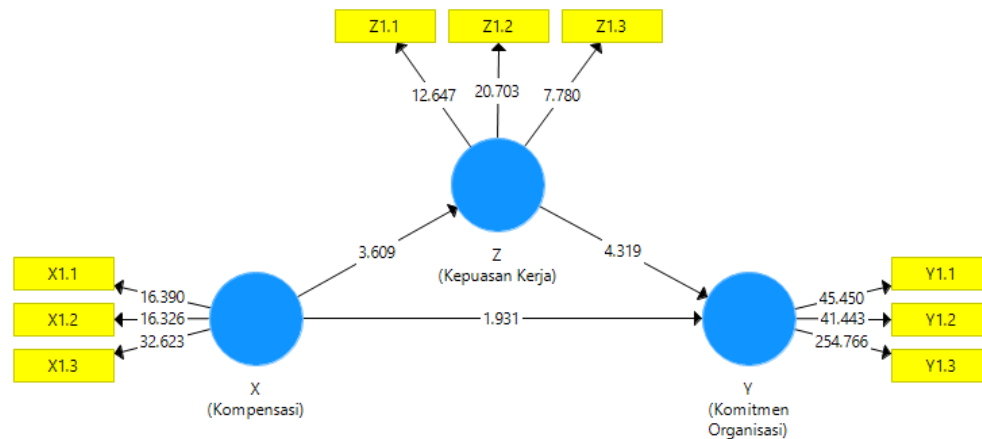 Z1.1
Z1.2
Z1.3
12.647
20.703
7.780
Z
(Kepuasan Kerja)
3.609
4.319
X1.1
X1.2
X1.3
16.390
16.326
32.623
X
(Kompensasi)
1.931
Y
(Komitmen
Organisasi)
45.450
41.443
254.766
Y1.1
Y1.2
Y1.3